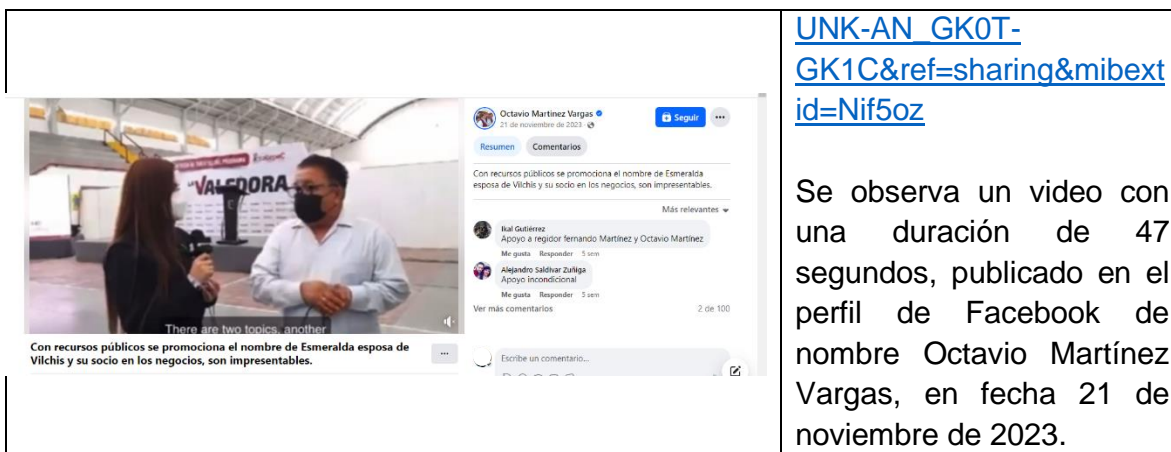 VALEDORA
There are two topics, another
Con recursos públicos se promociona el nombre de Esmeralda esposa de
Vilchis y su socio en los negocios, son impresentables.
Octavio Martinez Vargas
21 de noviembre de 2023
Seguir
Resumen Comentarios
Con recursos públicos se promociona el nombre de Esmeralda
esposa de Vilchis y su socio en los negocios, son impresentables.
Más relevantes
Ikal Gutiérrez
Apoyo a regidor fernando Martínez y Octavio Martínez
Me gusta Responder 5 sem
Alejandro Saldivar Zuñiga
Apoyo incondicional
Me gusta Responder 5 sem
Ver más comentarios 2 de 100
Escribe un comentario...
UNK-AN_GK0T-
GK1C&ref=sharing&mibext
id=Nif5oz
Se observa un video con
una duración de 47
segundos, publicado en el
perfil de Facebook de
nombre Octavio Martínez
Vargas, en fecha 21 de
noviembre de 2023.